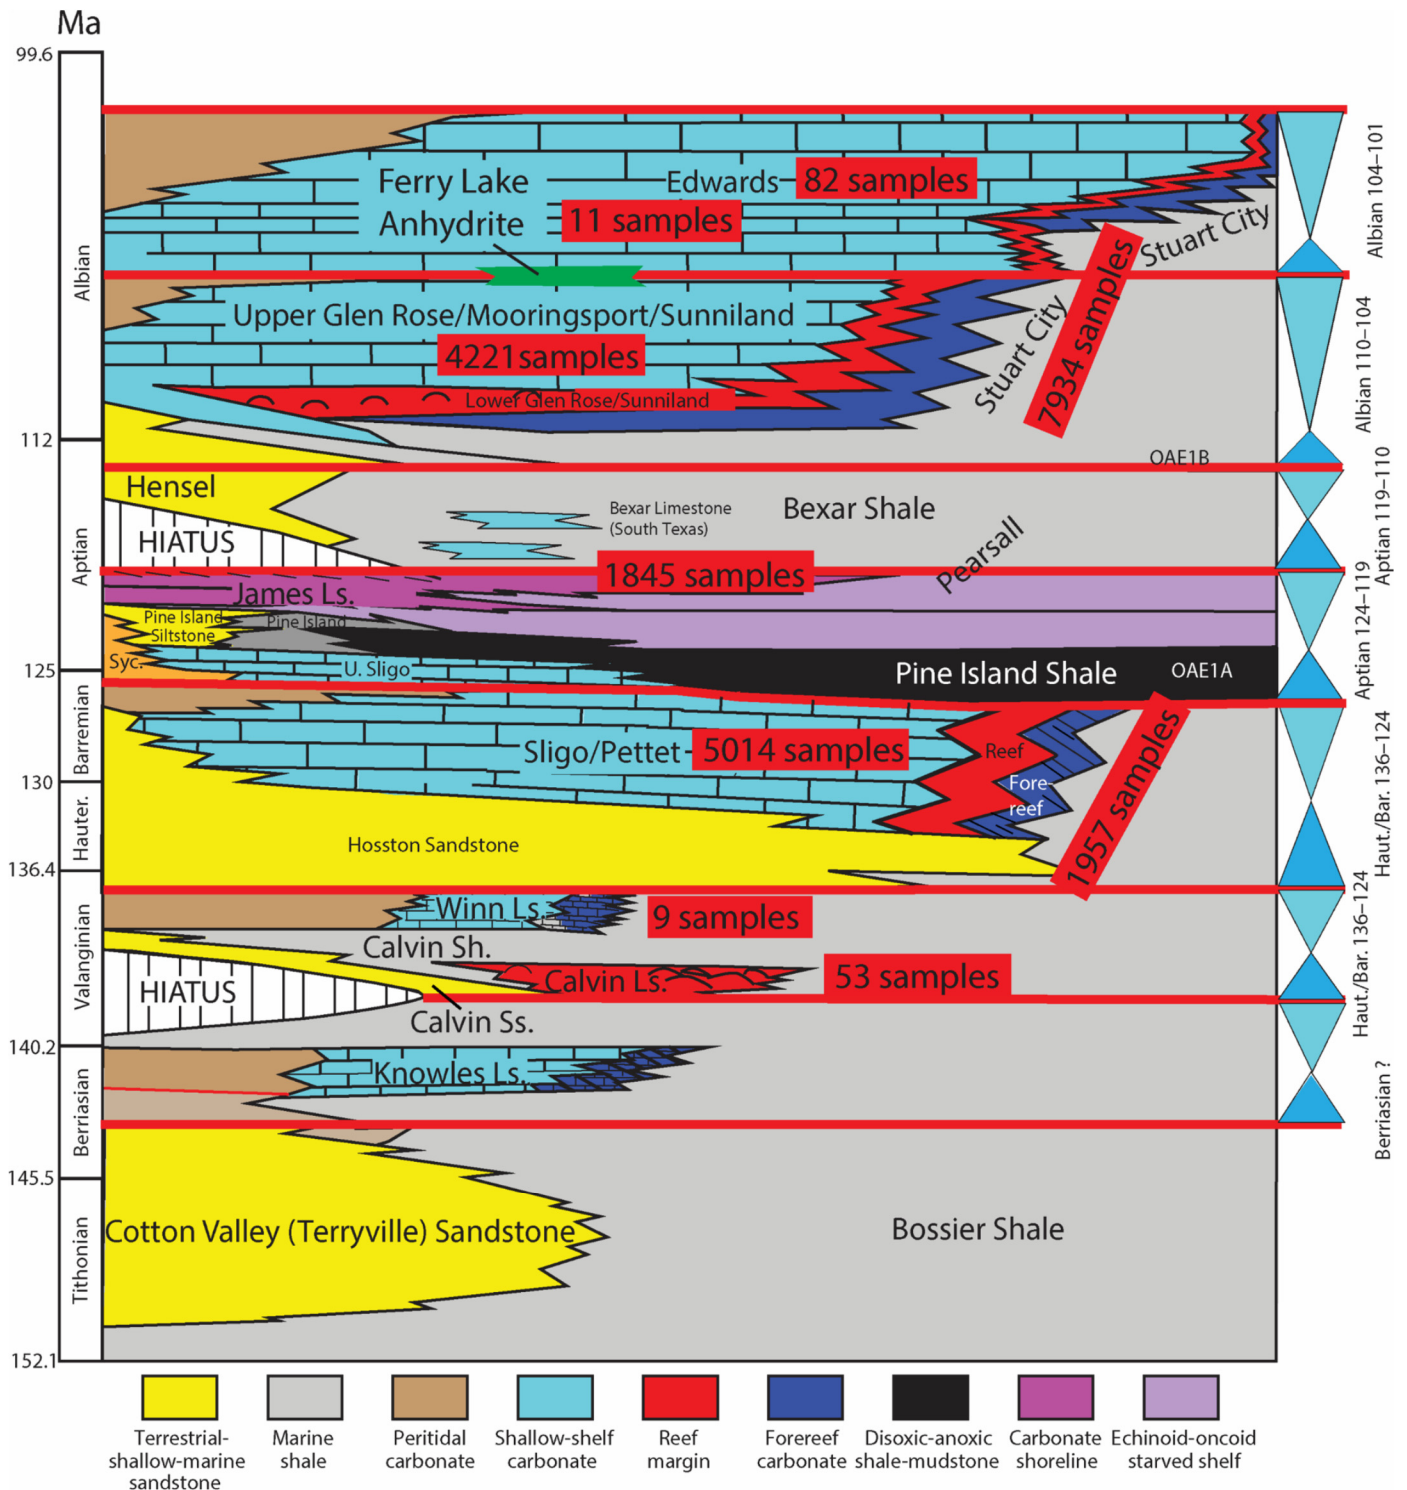 Ma
99.6
112
125
130
136.4
140.2
145.5
152.1
Albian
Aptian
Barremian
Hauter.
Valanginian
Berriasian
Tithonian
Ferry Lake
Anhydrite
Edwards
82 samples
11 samples
Stuart City
Upper Glen Rose/Mooringsport/Sunniland
4221samples
Lower Glen Rose/Sunniland
Stuart City
7934 samples
OAE1B
Hensel
HIATUS
Bexar Limestone
(South Texas)
Bexar Shale
Pearsall
1845 samples
James Ls.
Pine Island
Siltstone
Pine Island
Syc.
U. Sligo
Pine Island Shale
OAE1A
Sligo/Pettet
5014 samples
Reef
Fore-
reef
1957 samples
Hosston Sandstone
Winn Ls.
9 samples
Calvin Sh.
HIATUS
Calvin Ls.
53 samples
Calvin Ss.
Knowles Ls.
Cotton Valley (Terryville) Sandstone
Bossier Shale
Albian 104–101
Albian 110–104
Aptian 119–110
Aptian 124–119
Haut./Bar. 136–124
Haut./Bar. 136–124
Berriasian ?
Terrestrial-
shallow-marine
sandstone
Marine
shale
Peritidal
carbonate
Shallow-shelf
carbonate
Reef
margin
Forereef
carbonate
Disoxic-anoxic
shale-mudstone
Carbonate
shoreline
Echinoid-oncoid
starved shelf